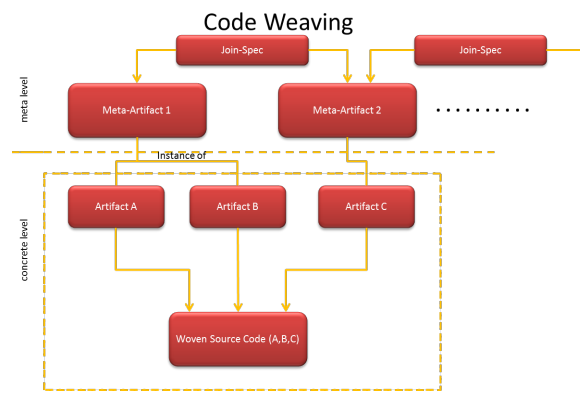 Code Weaving
Join-Spec
Join-Spec
meta level
Meta-Artifact 1
Meta-Artifact 2
..........
Instance of
concrete level
Artifact A
Artifact B
Artifact C
Woven Source Code (A,B,C)